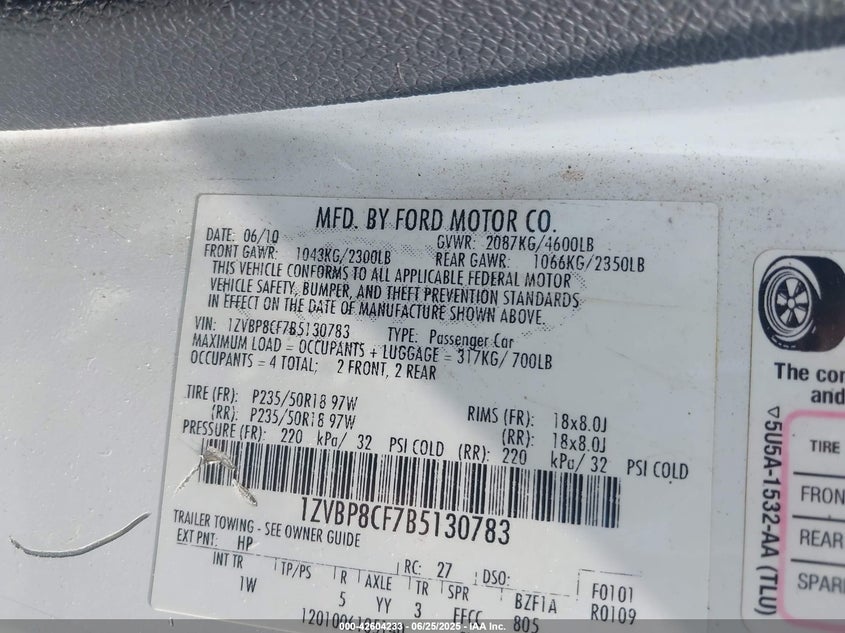 MFD. BY FORD MOTOR CO.
DATE: 06/10 GVWR: 2087KG/4600LB
FRONT GAWR: 1043KG/2300LB REAR GAWR: 1066KG/2350LB
THIS VEHICLE CONFORMS TO ALL APPLICABLE FEDERAL MOTOR
VEHICLE SAFETY, BUMPER, AND THEFT PREVENTION STANDARDS
IN EFFECT ON THE DATE OF MANUFACTURE SHOWN ABOVE.
VIN: 1ZVBP8CF7B5130783 TYPE: Passenger Car
MAXIMUM LOAD = OCCUPANTS + LUGGAGE = 317KG/ 700LB
OCCUPANTS = 4 TOTAL; 2 FRONT, 2 REAR
TIRE (FR): P235/50R18 97W RIMS (FR): 18x8.0J
(RR): P235/50R18 97W (RR): 18x8.0J
PRESSURE (FR): 220 kPa/ 32 PSI COLD (RR): 220 kPa/ 32 PSI COLD
1ZVBP8CF7B5130783
TRAILER TOWING - SEE OWNER GUIDE
EXT PNT: HP RC: 27 DSO: F0101
INT TR TP/PS R AXLE TR SPR BZF1A R0109
1W 5 YY 3 EFCC 805
The con
and
TIRE
FRON
REAR
SPAR
5U5A-1532-AA (TLU)
000-42604233 - 06/25/2025 - IAAI.com